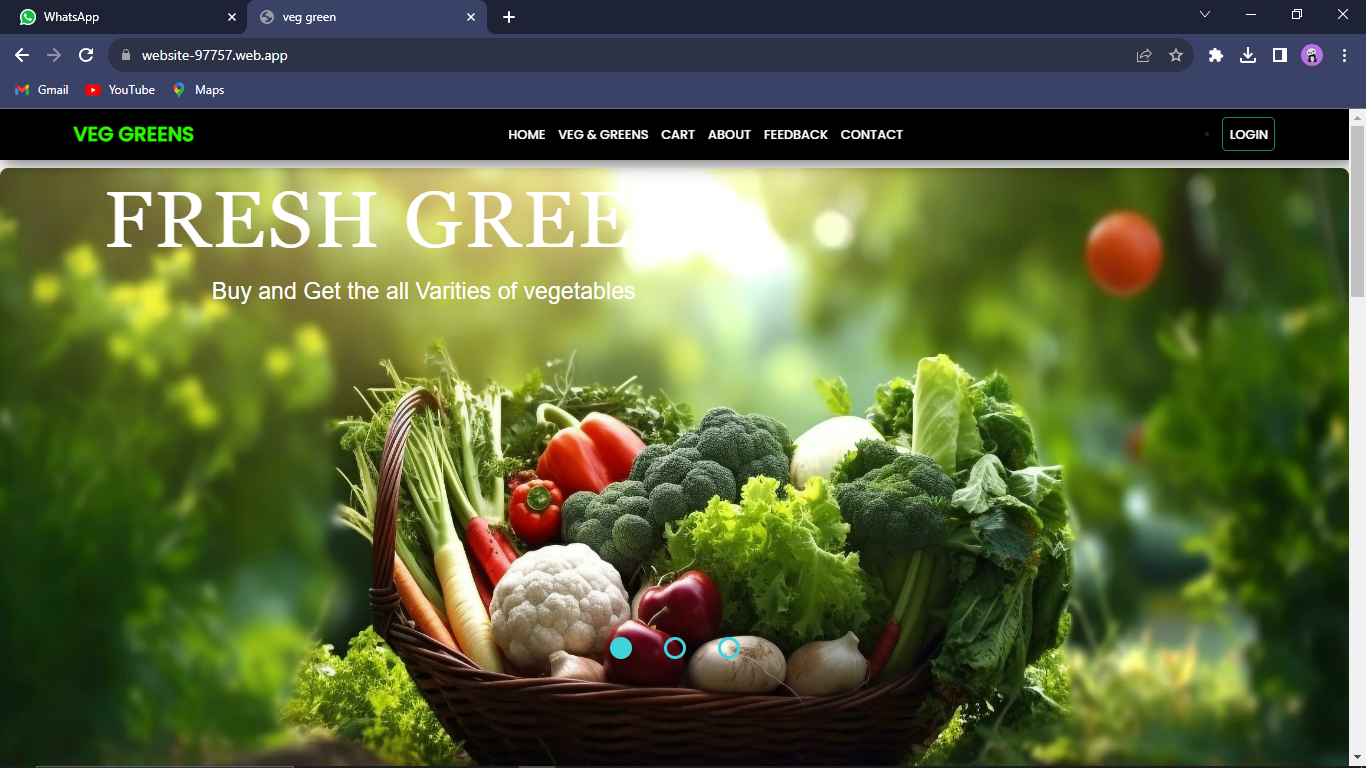 WhatsApp
veg green
website-97757.web.app
Gmail YouTube Maps
VEG GREENS HOME VEG & GREENS CART ABOUT FEEDBACK CONTACT LOGIN
FRESH GREE
Buy and Get the all Varities of vegetables